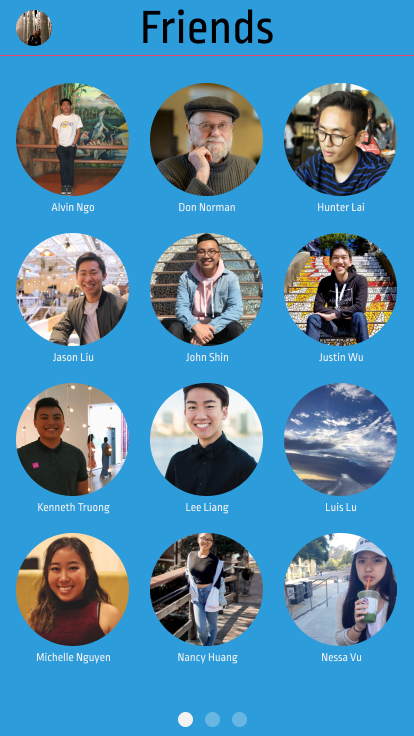 Friends
Alvin Ngo
Don Norman
Hunter Lai
Jason Liu
John Shin
Justin Wu
Kenneth Truong
Lee Liang
Luis Lu
Michelle Nguyen
Nancy Huang
Nessa Vu